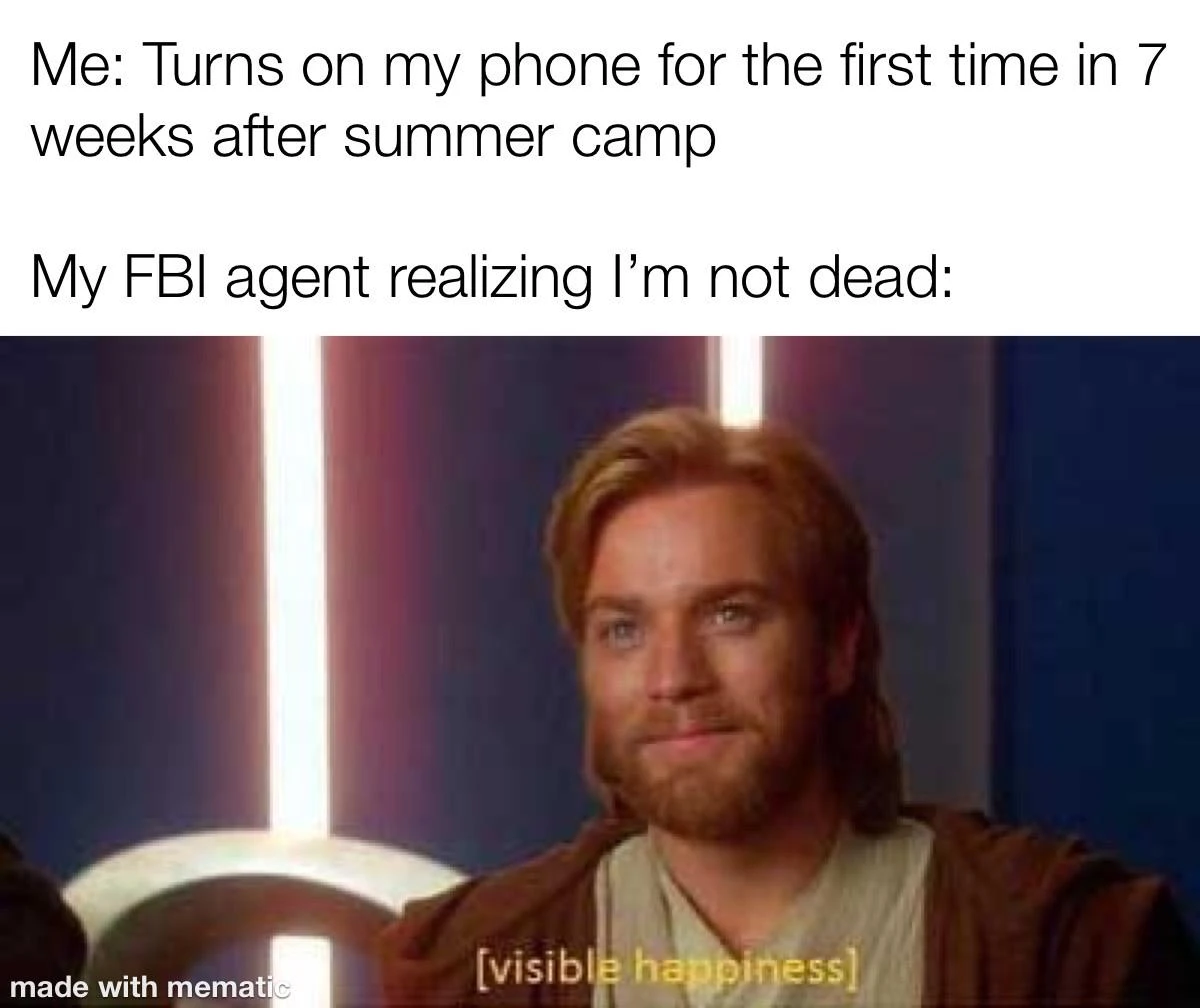 Me: Turns on my phone for the first time in 7
weeks after summer camp
My FBI agent realizing I’m not dead:
[visible happiness]
made with mematic